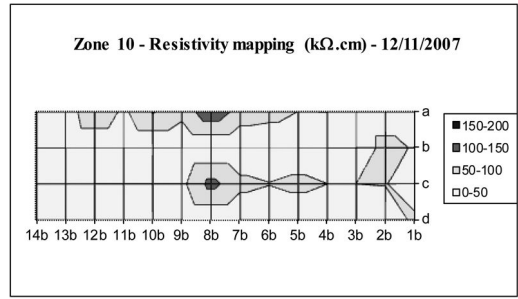 Zone 10 - Resistivity mapping (kΩ.cm) - 12/11/2007
a
b
c
d
14b 13b 12b 11b 10b 9b 8b 7b 6b 5b 4b 3b 2b 1b
150-200
100-150
50-100
0-50